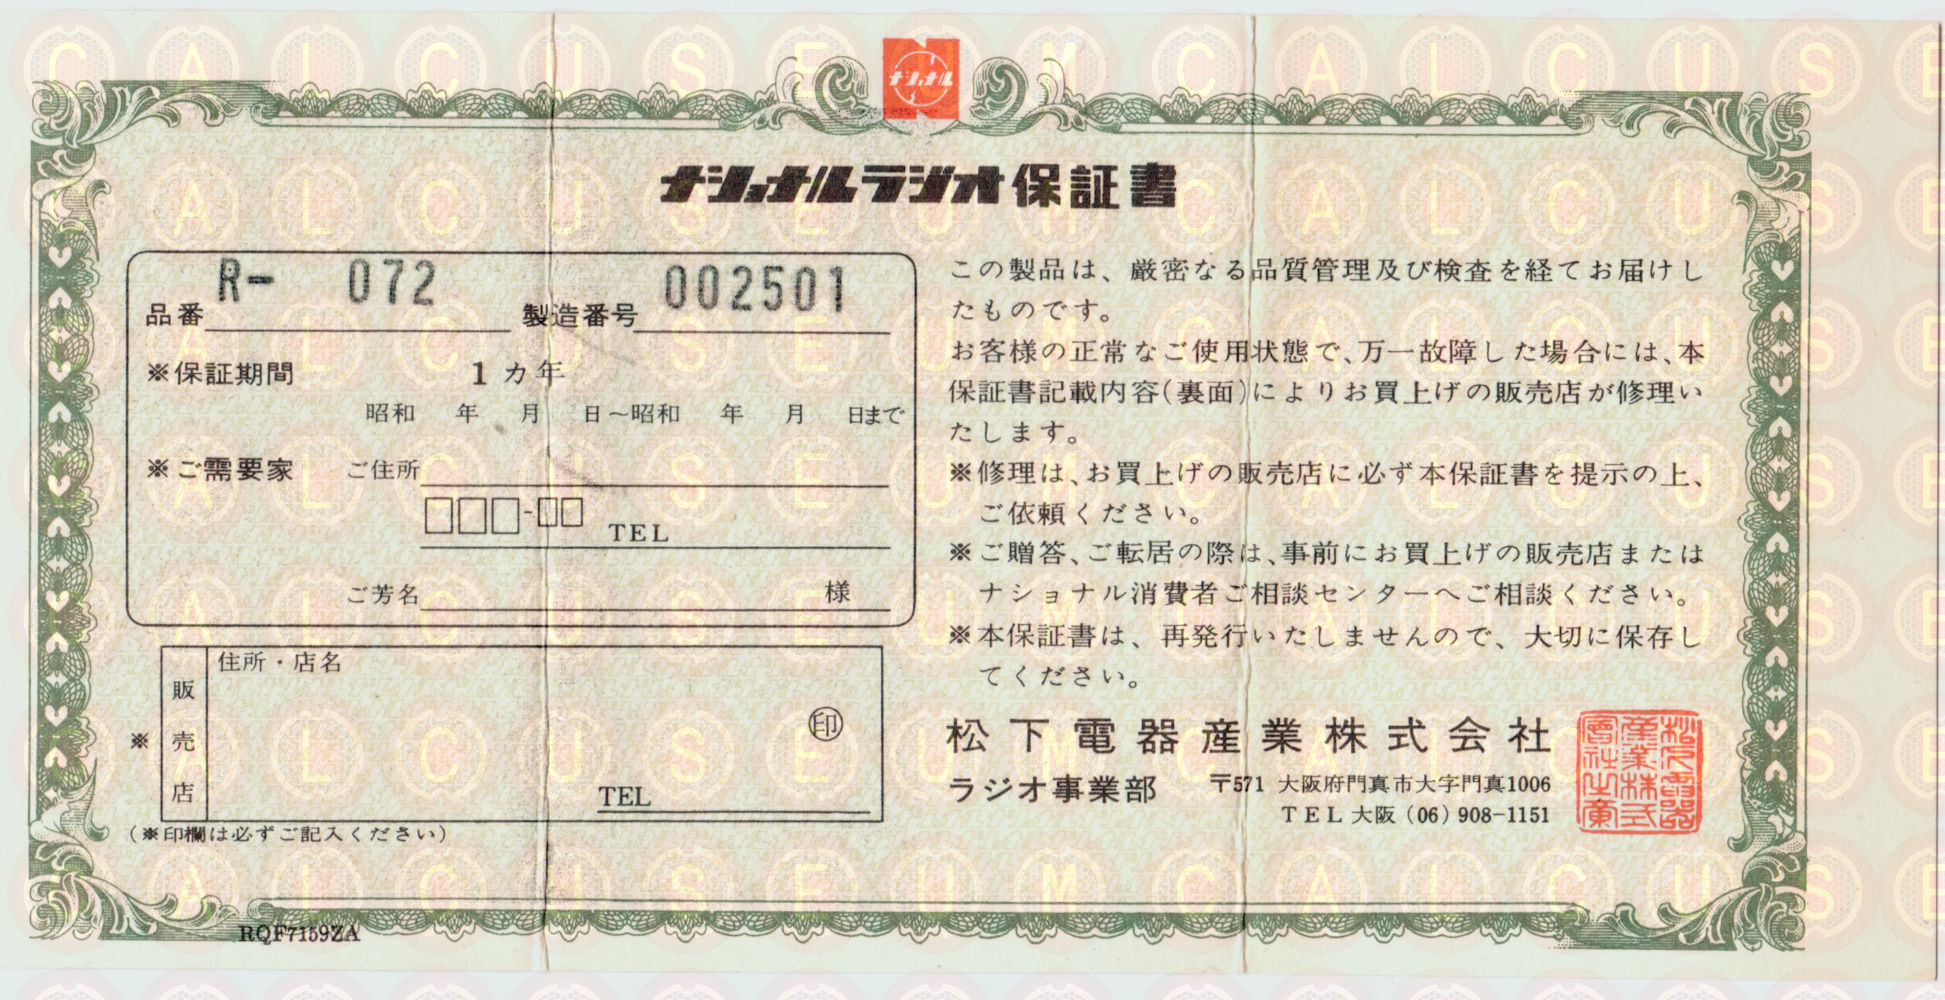 ナショナル
ナショナルラジオ保証書
品番 R- 072 製造番号 002501
※保証期間 1カ年
昭和 年 月 日〜昭和 年 月 日まで
※ご需要家 ご住所
□□□-□□ TEL
ご芳名 様
※販売店 住所・店名
印
TEL
(※印欄は必ずご記入ください)
この製品は、厳密なる品質管理及び検査を経てお届けし
たものです。
お客様の正常なご使用状態で、万一故障した場合には、本
保証書記載内容(裏面)によりお買上げの販売店が修理い
たします。
※修理は、お買上げの販売店に必ず本保証書を提示の上、
ご依頼ください。
※ご贈答、ご転居の際は、事前にお買上げの販売店または
ナショナル消費者ご相談センターへご相談ください。
※本保証書は、再発行いたしませんので、大切に保存し
てください。
松下電器産業株式会社
ラジオ事業部 〒571 大阪府門真市大字門真1006
TEL 大阪 (06) 908-1151
松下電器産業株式会社之
RQF7159ZA
CALCUSEUM